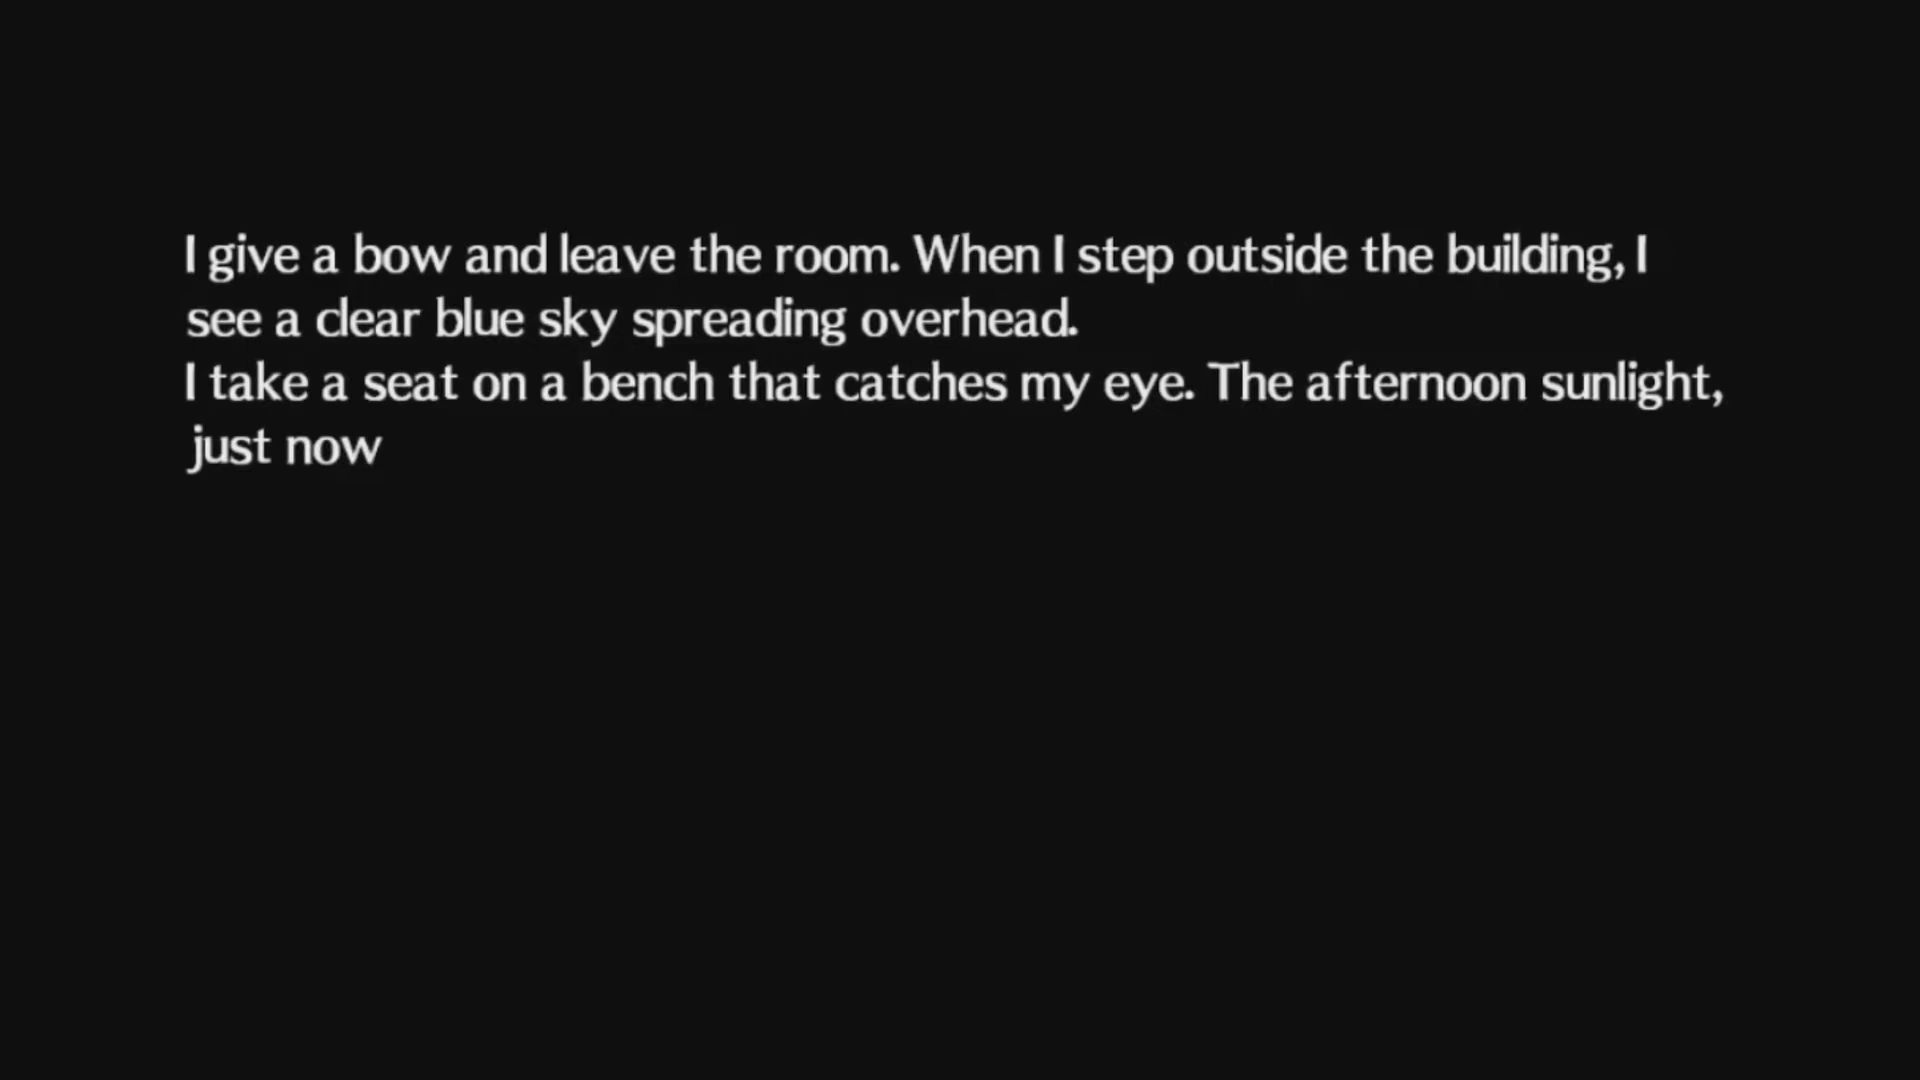 I give a bow and leave the room. When I step outside the building, I
see a clear blue sky spreading overhead.
I take a seat on a bench that catches my eye. The afternoon sunlight,
just now